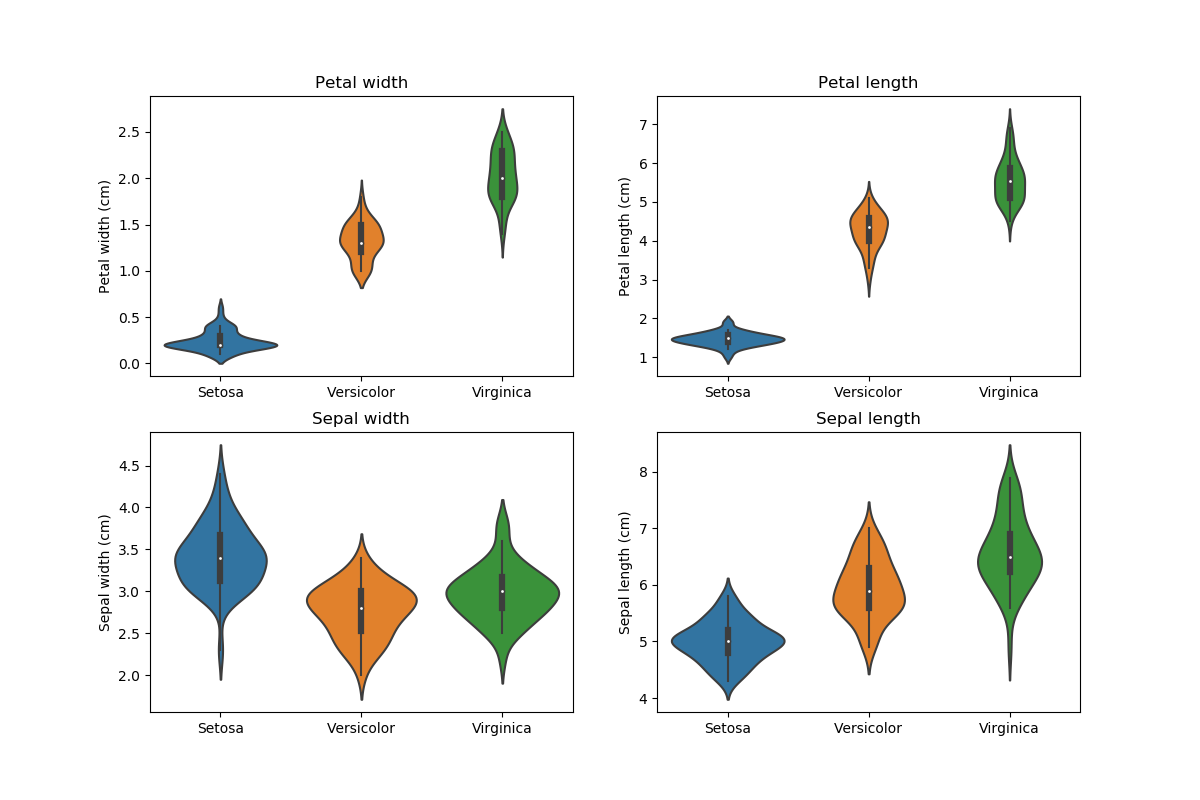 Petal width
Petal width (cm)
2.5
2.0
1.5
1.0
0.5
0.0
Setosa Versicolor Virginica
Petal length
Petal length (cm)
7
6
5
4
3
2
1
Setosa Versicolor Virginica
Sepal width
Sepal width (cm)
4.5
4.0
3.5
3.0
2.5
2.0
Setosa Versicolor Virginica
Sepal length
Sepal length (cm)
8
7
6
5
4
Setosa Versicolor Virginica